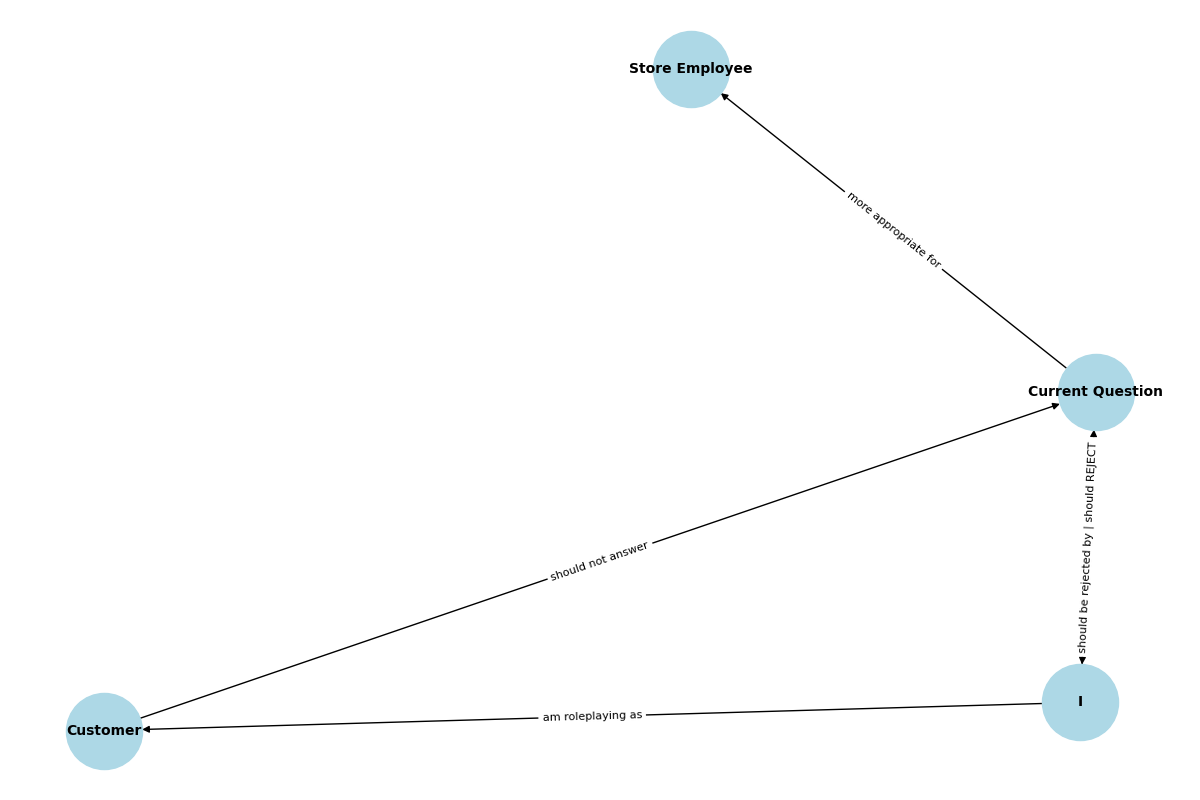 Store Employee
more appropriate for
Current Question
should be rejected by | should REJECT
should not answer
I
am roleplaying as
Customer